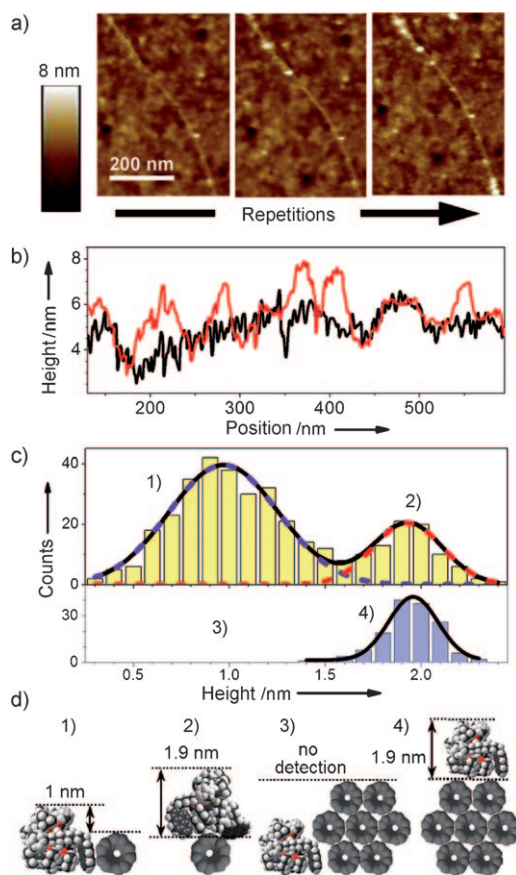 a)
8 nm
200 nm
Repetitions
b)
Height /nm
8
6
4
200 300 400 500
Position /nm
c)
Counts
40
20
0
1)
2)
30
0
3)
4)
0.5 1.0 1.5 2.0
Height /nm
d)
1) 2) 3) 4)
1 nm
1.9 nm
no
detection
1.9 nm